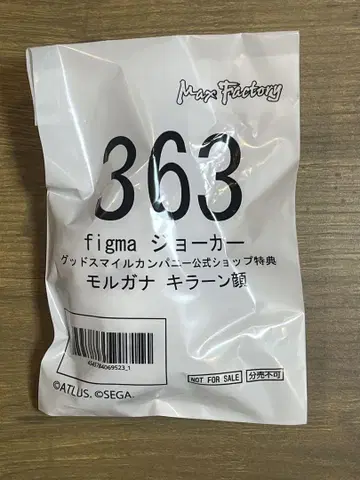 Max Factory
363
figma ジョーカー
グッドスマイルカンパニー公式ショップ特典
モルガナ キラーン顔
4545784069523_1
NOT FOR SALE 分売不可
©ATLUS. ©SEGA.